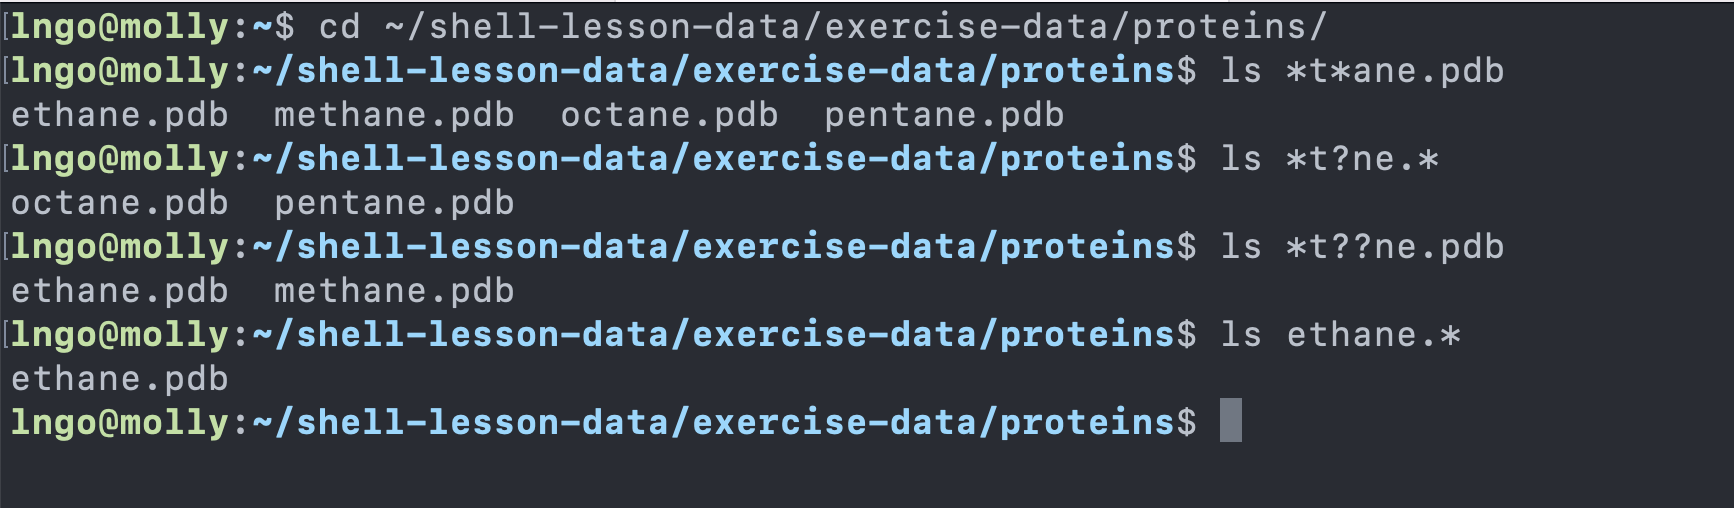 [lngo@molly:~$ cd ~/shell-lesson-data/exercise-data/proteins/
[lngo@molly:~/shell-lesson-data/exercise-data/proteins$ ls *t*ane.pdb
ethane.pdb  methane.pdb  octane.pdb  pentane.pdb
[lngo@molly:~/shell-lesson-data/exercise-data/proteins$ ls *t?ne.*
octane.pdb  pentane.pdb
[lngo@molly:~/shell-lesson-data/exercise-data/proteins$ ls *t??ne.pdb
ethane.pdb  methane.pdb
[lngo@molly:~/shell-lesson-data/exercise-data/proteins$ ls ethane.*
ethane.pdb
lngo@molly:~/shell-lesson-data/exercise-data/proteins$